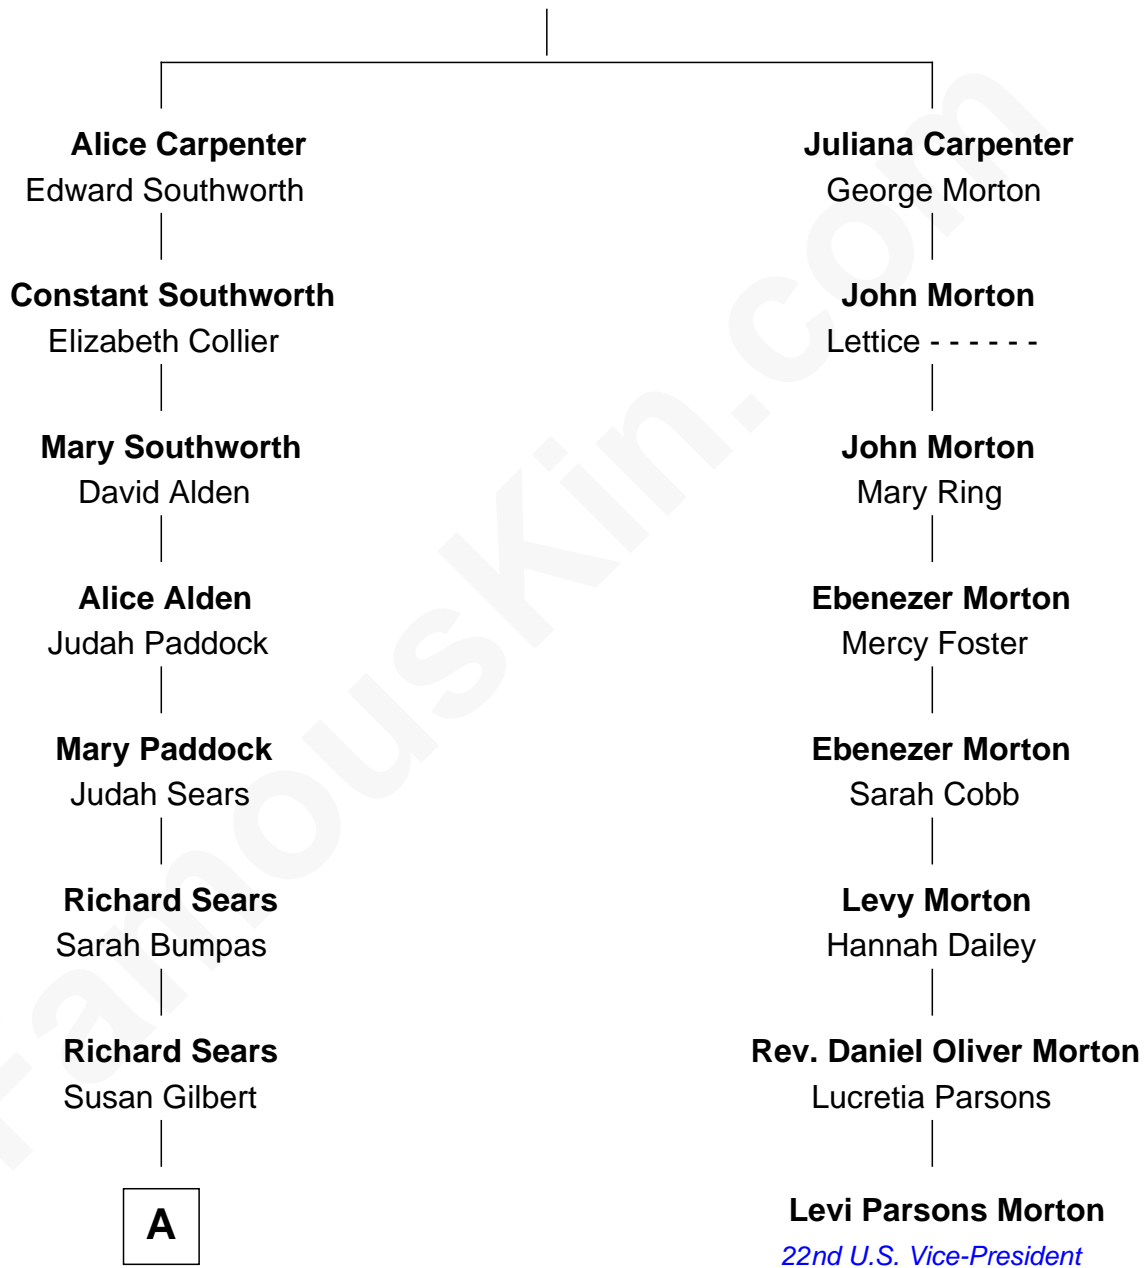 Alice Carpenter
Edward Southworth
Juliana Carpenter
George Morton
Constant Southworth
Elizabeth Collier
John Morton
Lettice - - - - - -
Mary Southworth
David Alden
John Morton
Mary Ring
Alice Alden
Judah Paddock
Ebenezer Morton
Mercy Foster
Mary Paddock
Judah Sears
Ebenezer Morton
Sarah Cobb
Richard Sears
Sarah Bumpas
Levy Morton
Hannah Dailey
Richard Sears
Susan Gilbert
Rev. Daniel Oliver Morton
Lucretia Parsons
A
Levi Parsons Morton
22nd U.S. Vice-President
FamousKin.com